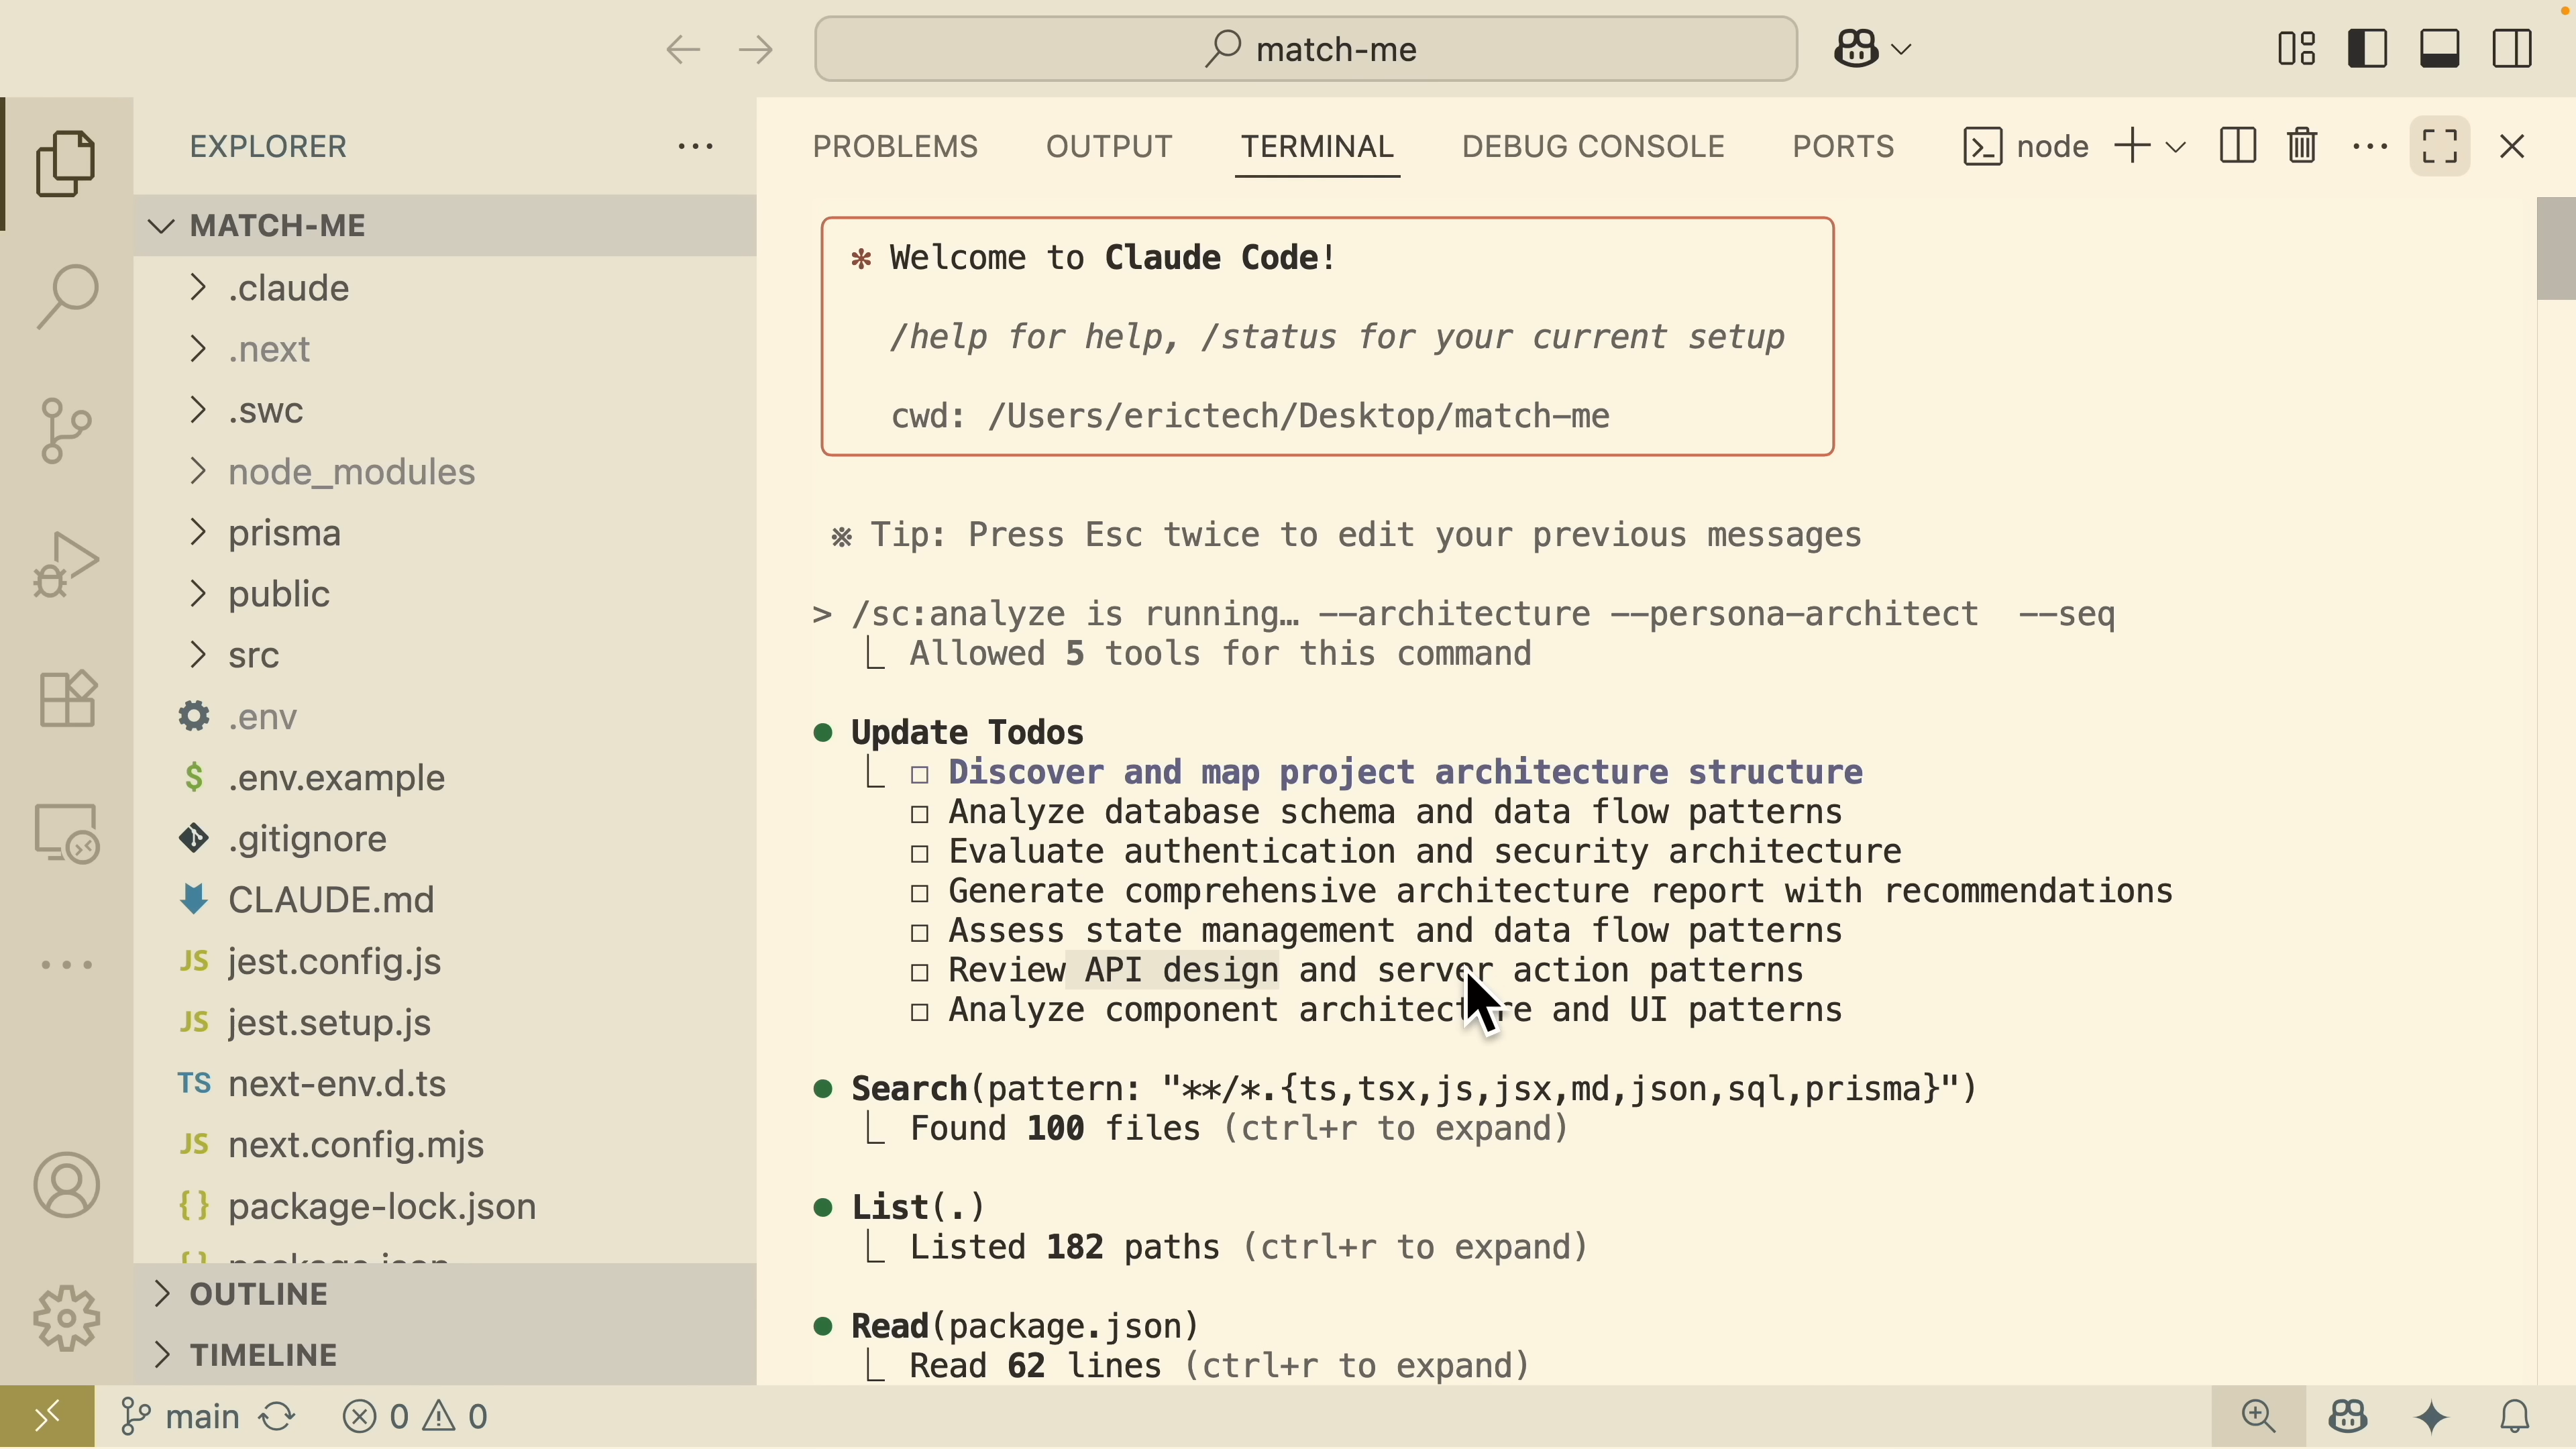 match-me
EXPLORER
MATCH-ME
.claude
.next
.swc
node_modules
prisma
public
src
.env
$ .env.example
.gitignore
CLAUDE.md
JS jest.config.js
JS jest.setup.js
TS next-env.d.ts
JS next.config.mjs
{} package-lock.json
{} package.json
OUTLINE
TIMELINE
PROBLEMS OUTPUT TERMINAL DEBUG CONSOLE PORTS node
✻ Welcome to Claude Code!
/help for help, /status for your current setup
cwd: /Users/erictech/Desktop/match-me
※ Tip: Press Esc twice to edit your previous messages
> /sc:analyze is running… --architecture --persona-architect  --seq
⎿ Allowed 5 tools for this command
● Update Todos
⎿ ☐ Discover and map project architecture structure
☐ Analyze database schema and data flow patterns
☐ Evaluate authentication and security architecture
☐ Generate comprehensive architecture report with recommendations
☐ Assess state management and data flow patterns
☐ Review API design and server action patterns
☐ Analyze component architecture and UI patterns
● Search(pattern: "**/*.{ts,tsx,js,jsx,md,json,sql,prisma}")
⎿ Found 100 files (ctrl+r to expand)
● List(.)
⎿ Listed 182 paths (ctrl+r to expand)
● Read(package.json)
⎿ Read 62 lines (ctrl+r to expand)
main 0 0